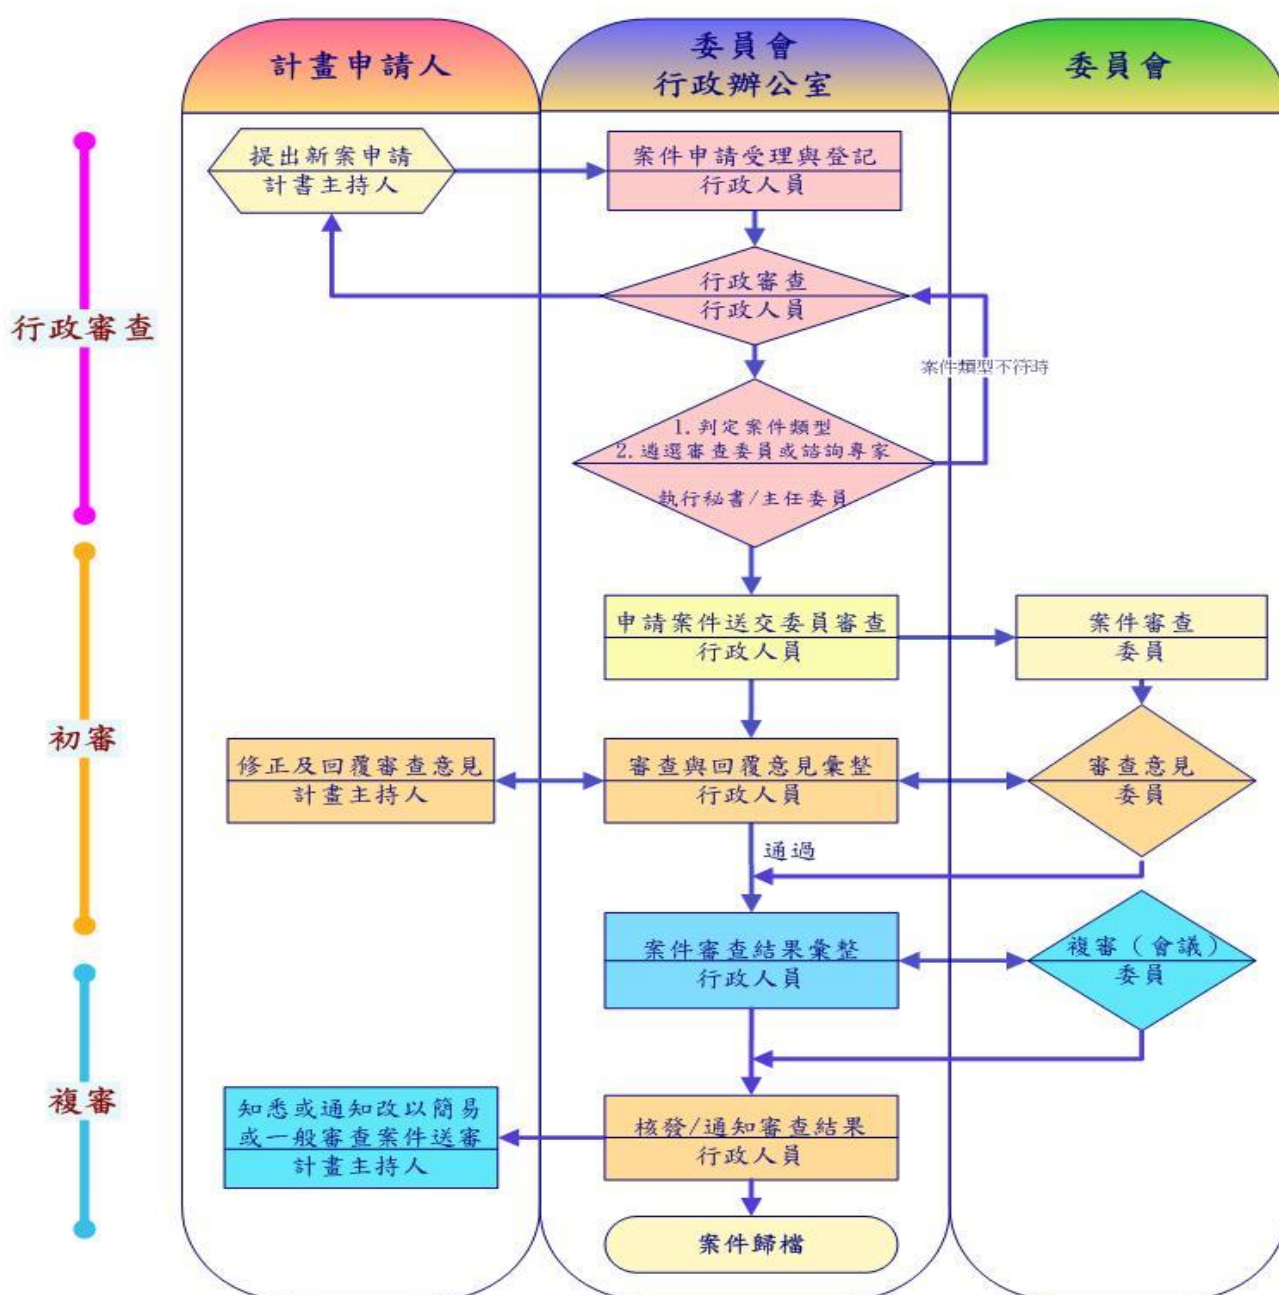 計畫申請人
委員會
行政辦公室
委員會
提出新案申請
計書主持人
案件申請受理與登記
行政人員
行政審查
行政審查
行政人員
案件類型不符時
1.判定案件類型
2.遴選審查委員或諮詢專家
執行秘書/主任委員
申請案件送交委員審查
行政人員
案件審查
委員
初審
修正及回覆審查意見
計畫主持人
審查與回覆意見彙整
行政人員
審查意見
委員
通過
案件審查結果彙整
行政人員
複審（會議）
委員
複審
知悉或通知改以簡易
或一般審查案件送審
計畫主持人
核發/通知審查結果
行政人員
案件歸檔